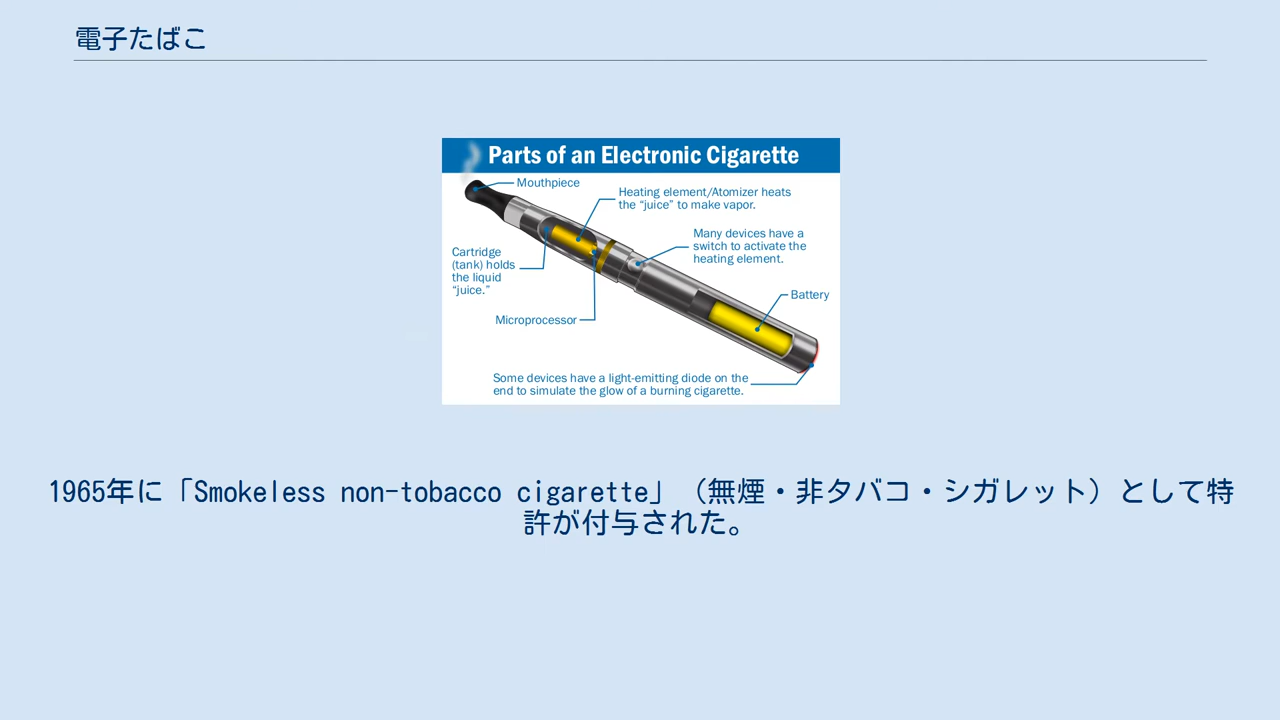 電子たばこ
Parts of an Electronic Cigarette
Mouthpiece
Heating element/Atomizer heats
the “juice” to make vapor.
Many devices have a
switch to activate the
heating element.
Cartridge
(tank) holds
the liquid
“juice.”
Battery
Microprocessor
Some devices have a light-emitting diode on the
end to simulate the glow of a burning cigarette.
1965年に「Smokeless non-tobacco cigarette」（無煙・非タバコ・シガレット）として特
許が付与された。